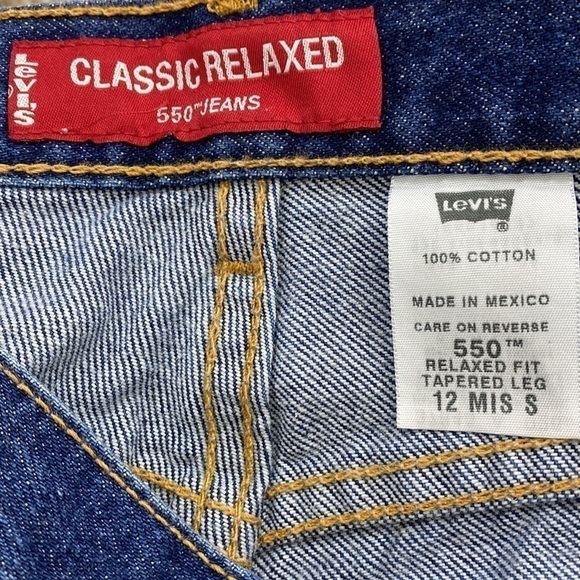 LEVI'S
CLASSIC RELAXED
550™ JEANS
LEVI'S
®
100% COTTON
MADE IN MEXICO
CARE ON REVERSE
550™
RELAXED FIT
TAPERED LEG
12 MIS S